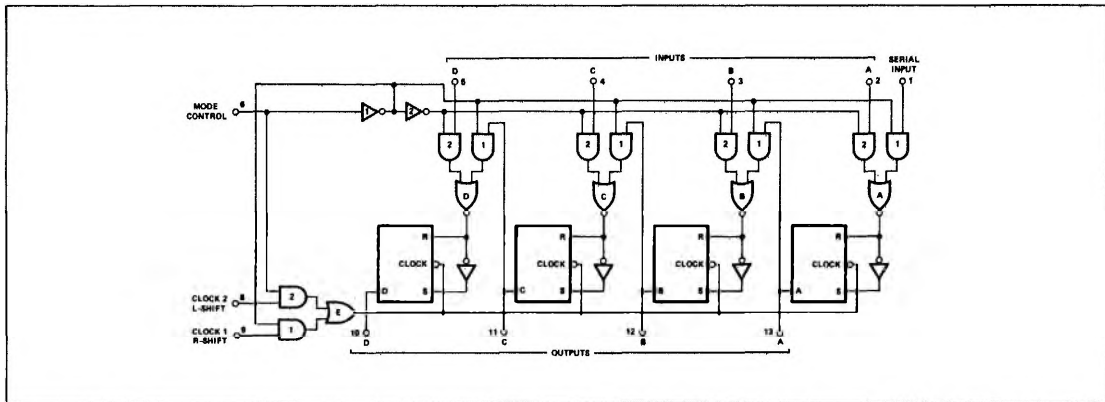 INPUTS
D C B A SERIAL INPUT
5 4 3 2 1
MODE CONTROL 6
1 2
2 1 2 1 2 1 2 1
D C B A
R R R R
CLOCK CLOCK CLOCK CLOCK
D S C S B S A S
CLOCK 2 L-SHIFT 8
2
E
CLOCK 1 R-SHIFT 9
1
10 11 12 13
D C B A
OUTPUTS